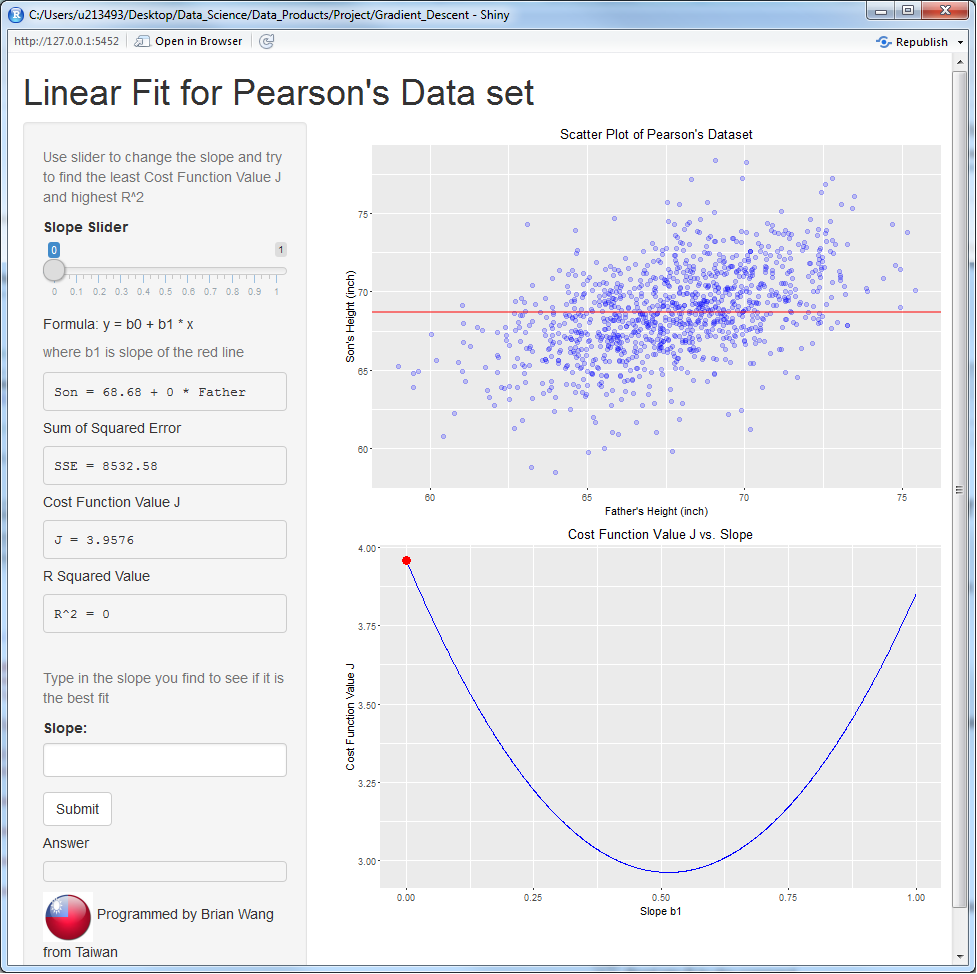 C:/Users/u213493/Desktop/Data_Science/Data_Products/Project/Gradient_Descent - Shiny
http://127.0.0.1:5452
Open in Browser
Republish
Linear Fit for Pearson's Data set
Use slider to change the slope and try
to find the least Cost Function Value J
and highest R^2
Slope Slider
0
1
0 0.1 0.2 0.3 0.4 0.5 0.6 0.7 0.8 0.9 1
Formula: y = b0 + b1 * x
where b1 is slope of the red line
Son = 68.68 + 0 * Father
Sum of Squared Error
SSE = 8532.58
Cost Function Value J
J = 3.9576
R Squared Value
R^2 = 0
Type in the slope you find to see if it is
the best fit
Slope:
Submit
Answer
Programmed by Brian Wang
from Taiwan
Scatter Plot of Pearson's Dataset
Son's Height (inch)
75
70
65
60
60 65 70 75
Father's Height (inch)
Cost Function Value J vs. Slope
Cost Function Value J
4.00
3.75
3.50
3.25
3.00
0.00 0.25 0.50 0.75 1.00
Slope b1